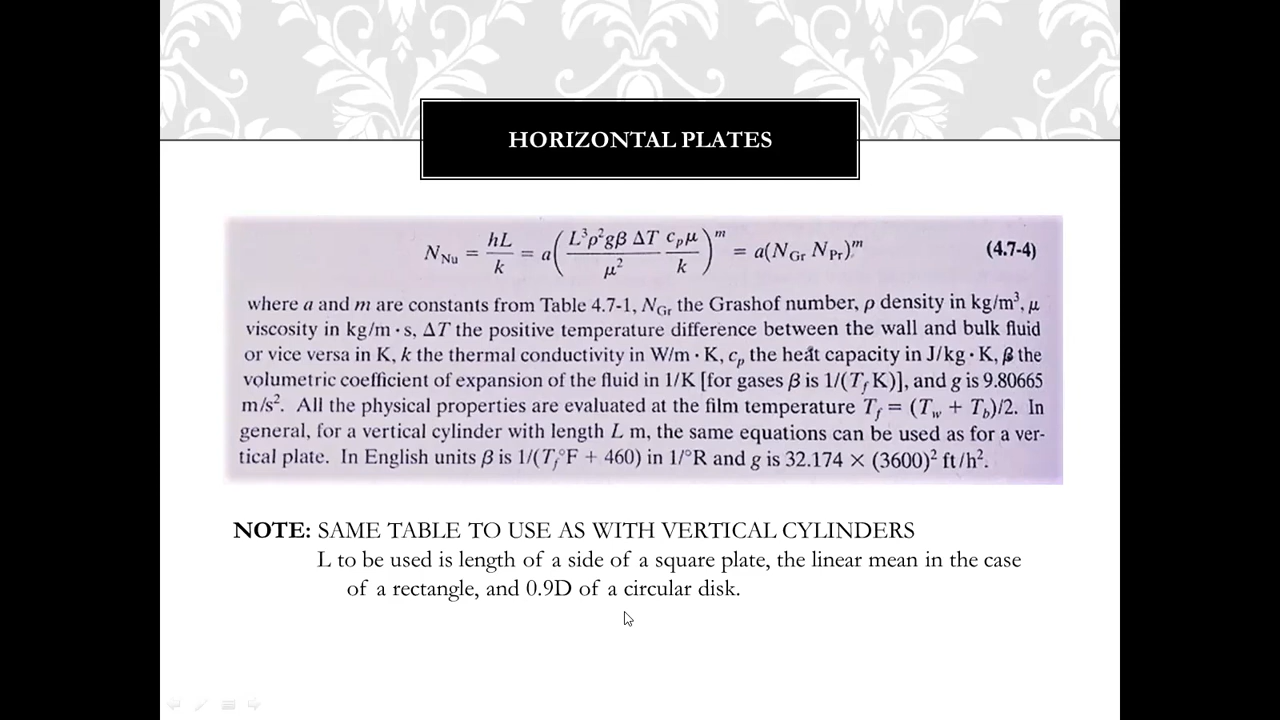 HORIZONTAL PLATES
N_Nu = hL/k = a(L³ρ²gβ ΔT/μ² c_pμ/k)^m = a(N_Gr N_Pr)^m (4.7-4)
where a and m are constants from Table 4.7-1, N_Gr the Grashof number, ρ density in kg/m³, μ
viscosity in kg/m · s, ΔT the positive temperature difference between the wall and bulk fluid
or vice versa in K, k the thermal conductivity in W/m · K, c_p the heat capacity in J/kg · K, β the
volumetric coefficient of expansion of the fluid in 1/K [for gases β is 1/(T_f K)], and g is 9.80665
m/s². All the physical properties are evaluated at the film temperature T_f = (T_w + T_b)/2. In
general, for a vertical cylinder with length L m, the same equations can be used as for a ver-
tical plate. In English units β is 1/(T_f°F + 460) in 1/°R and g is 32.174 × (3600)² ft/h².
NOTE: SAME TABLE TO USE AS WITH VERTICAL CYLINDERS
L to be used is length of a side of a square plate, the linear mean in the case
of a rectangle, and 0.9D of a circular disk.